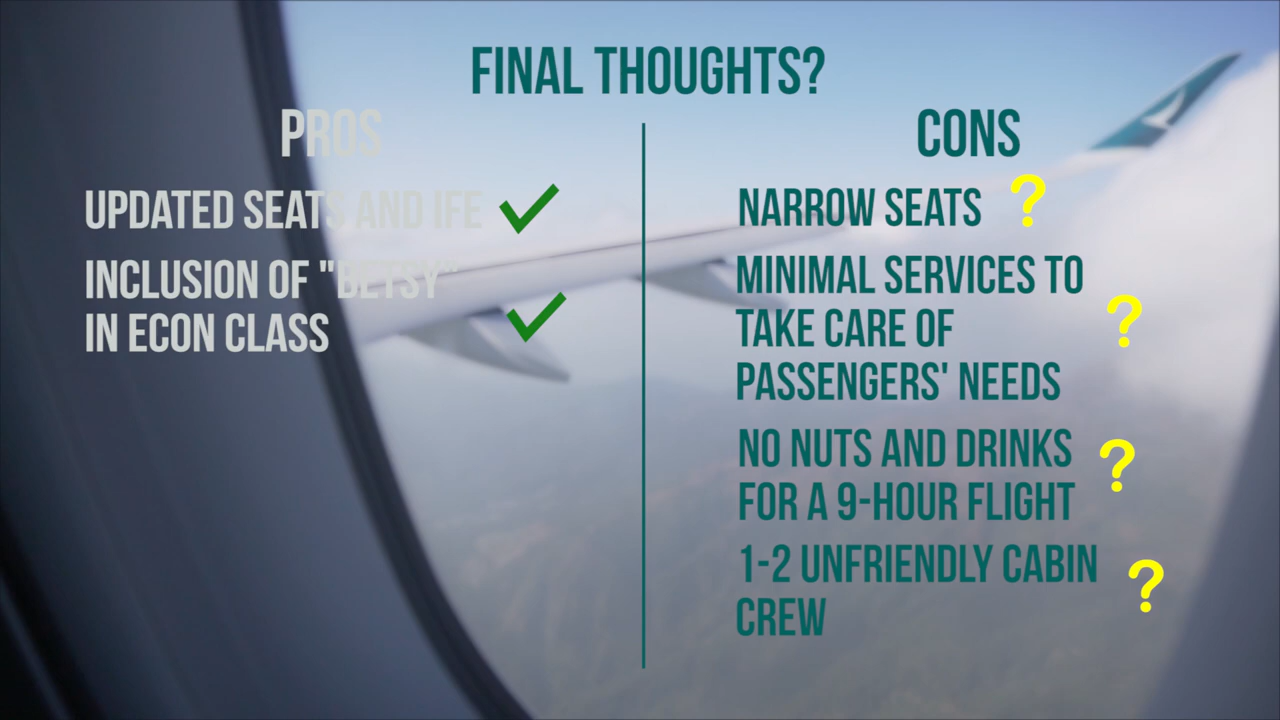 FINAL THOUGHTS?
PROS
UPDATED SEATS AND IFE
INCLUSION OF "BETSY"
IN ECON CLASS
CONS
NARROW SEATS ?
MINIMAL SERVICES TO
TAKE CARE OF
PASSENGERS' NEEDS ?
NO NUTS AND DRINKS
FOR A 9-HOUR FLIGHT ?
1-2 UNFRIENDLY CABIN
CREW ?